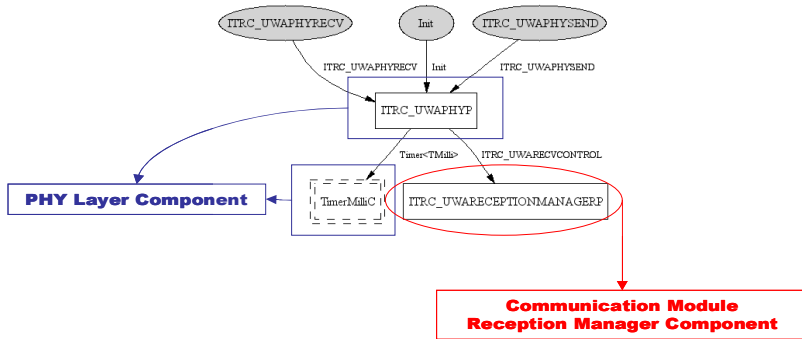 ITRC_UWAPHYRECV
Init
ITRC_UWAPHYSEND
ITRC_UWAPHYRECV
Init
ITRC_UWAPHYSEND
ITRC_UWAPHYP
Timer<TMilli>
ITRC_UWARECVCONTROL
PHY Layer Component
TimerMilliC
ITRC_UWARECEPTIONMANAGERP
Communication Module
Reception Manager Component